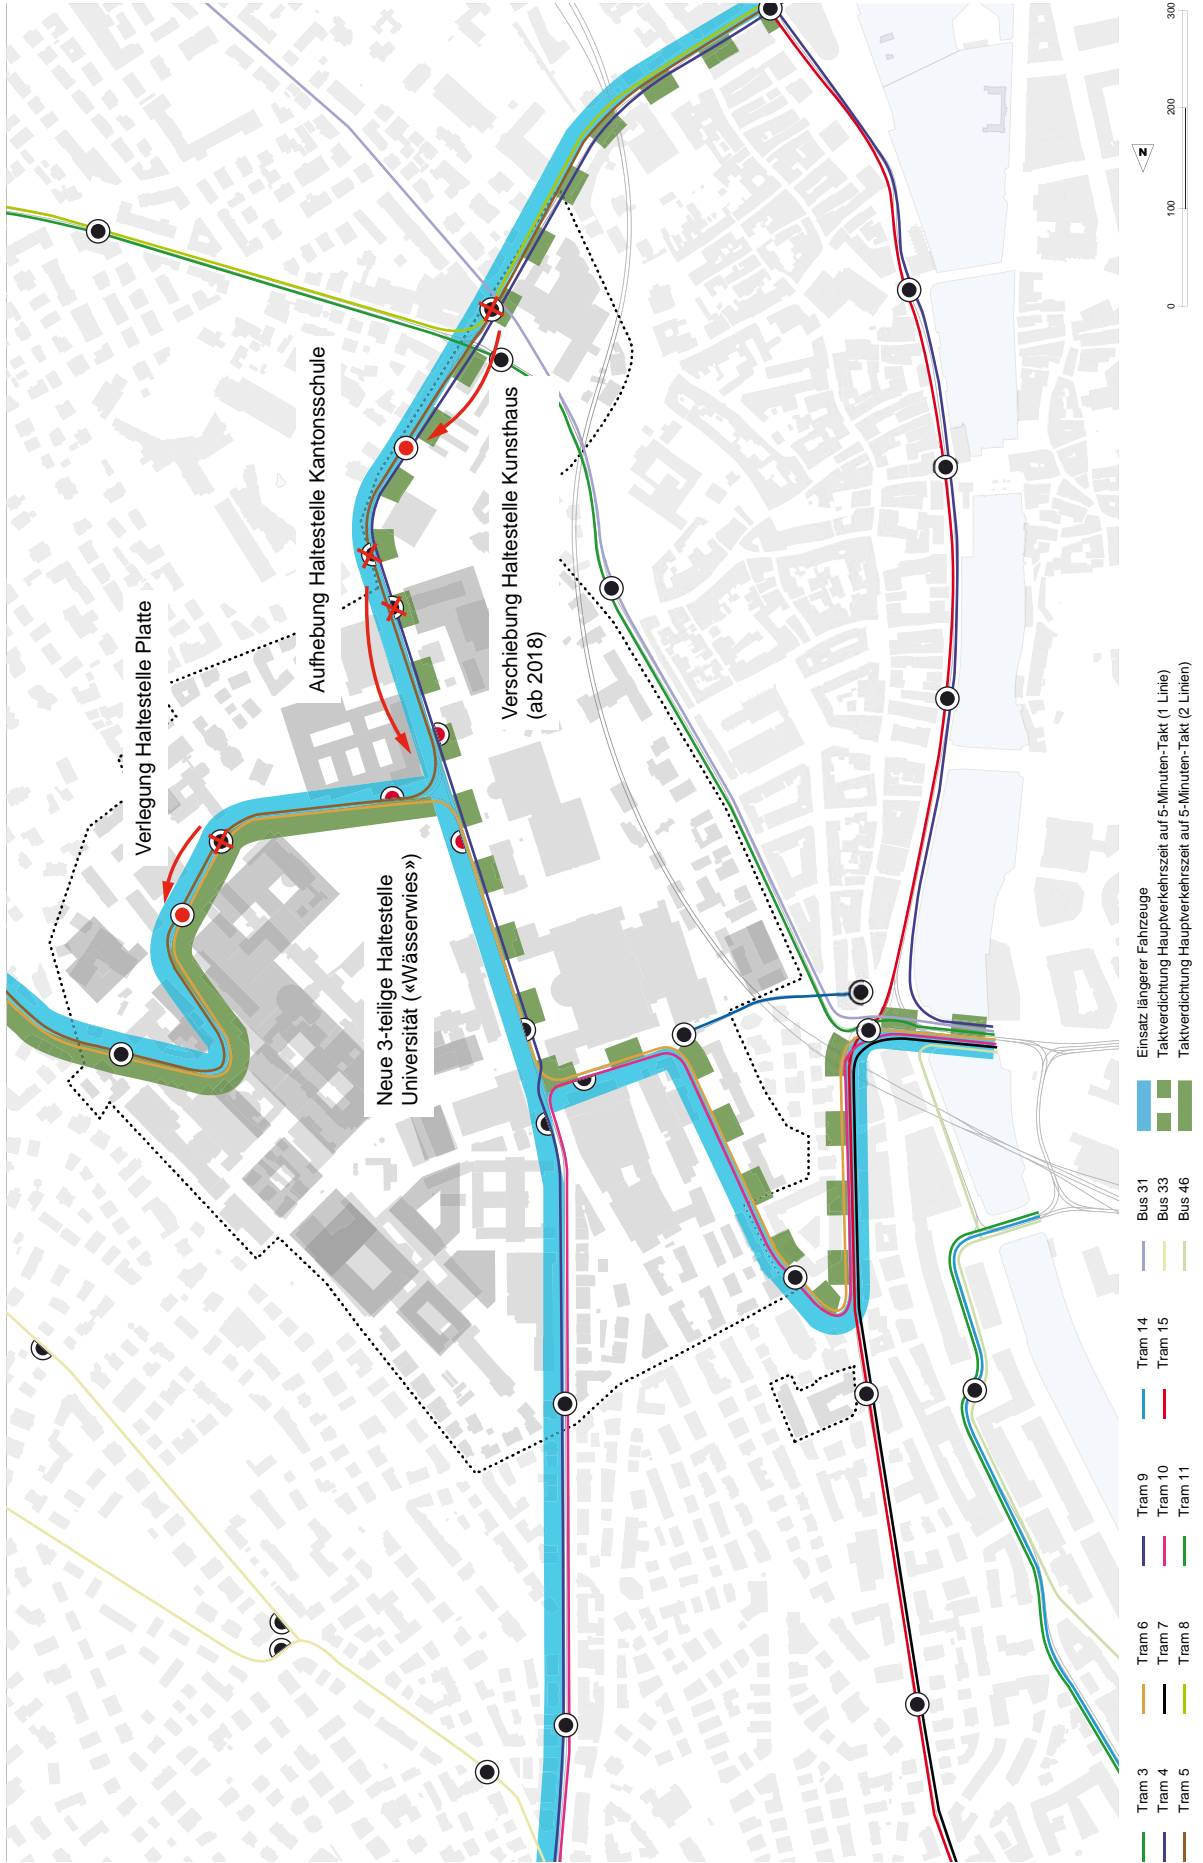 Verlegung Haltestelle Platte
Aufhebung Haltestelle Kantonsschule
Verschiebung Haltestelle Kunsthaus
(ab 2018)
Neue 3-teilige Haltestelle
Universität («Wässerwies»)
Tram 3
Tram 4
Tram 5
Tram 6
Tram 7
Tram 8
Tram 9
Tram 10
Tram 11
Tram 14
Tram 15
Bus 31
Bus 33
Bus 46
Einsatz längerer Fahrzeuge
Taktverdichtung Hauptverkehrszeit auf 5-Minuten-Takt (1 Linie)
Taktverdichtung Hauptverkehrszeit auf 5-Minuten-Takt (2 Linien)
N
0 100 200 300